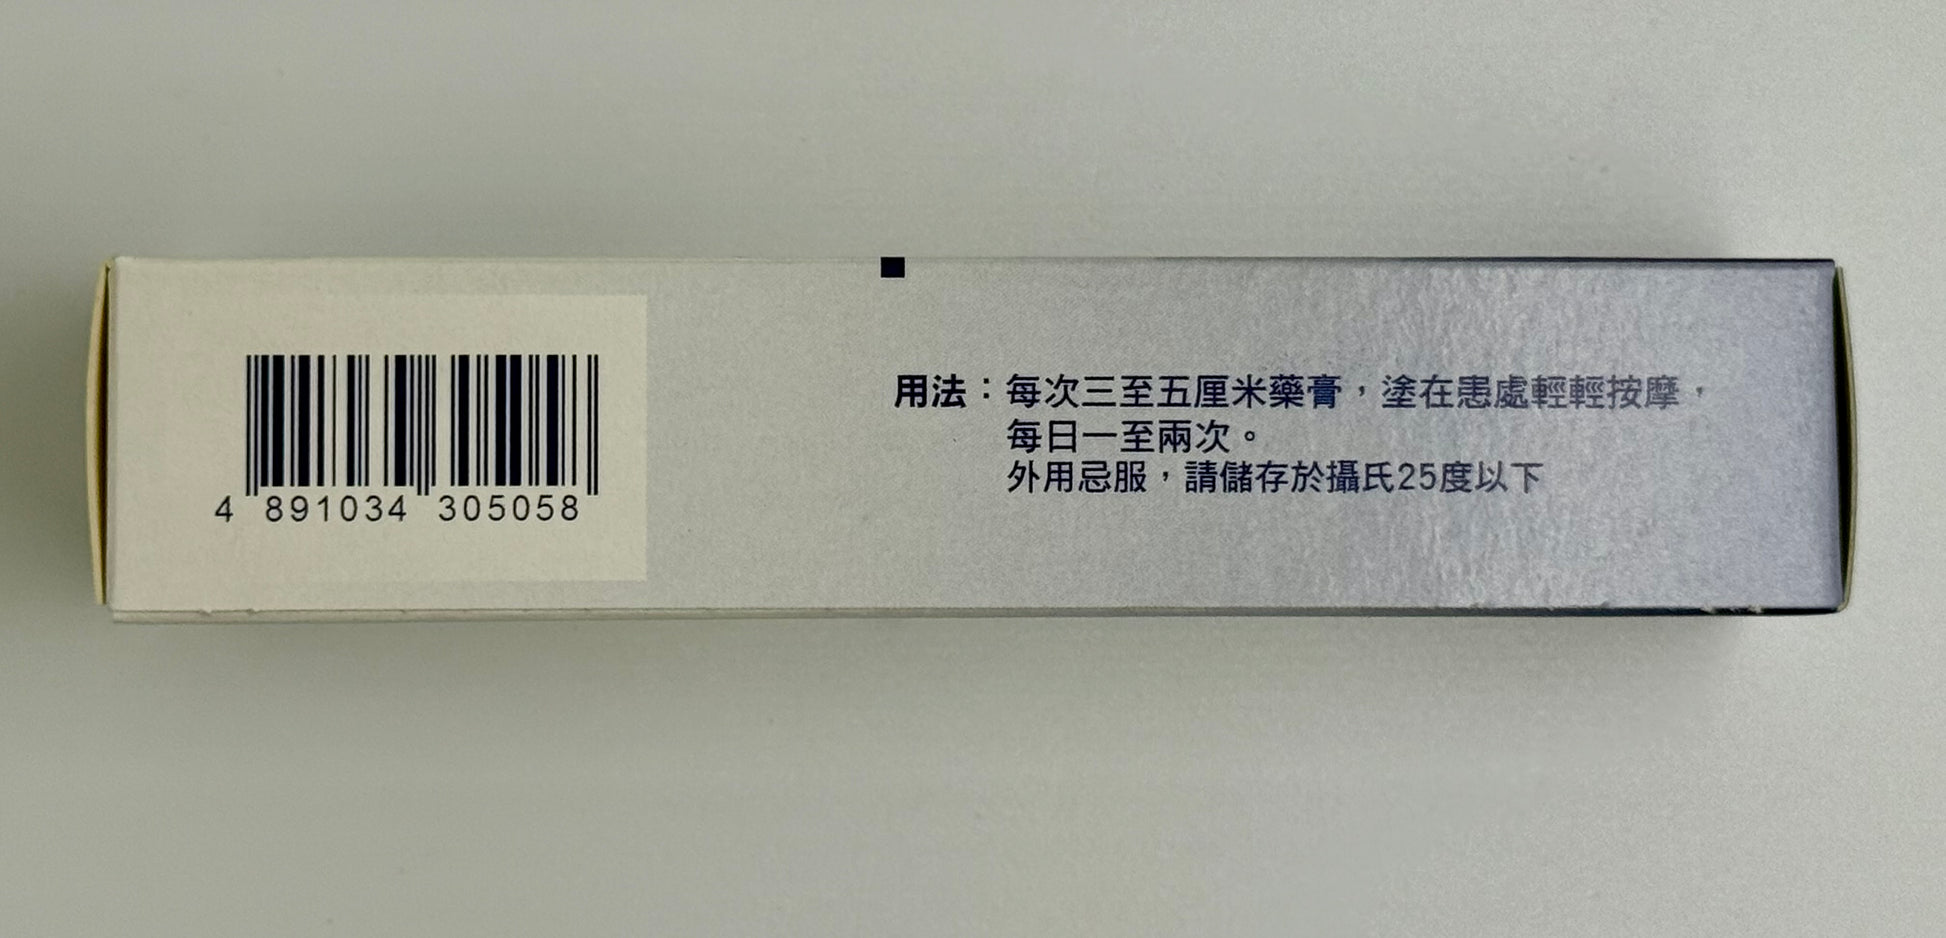 4 891034 305058
用法：每次三至五厘米藥膏，塗在患處輕輕按摩，
每日一至兩次。
外用忌服，請儲存於攝氏25度以下